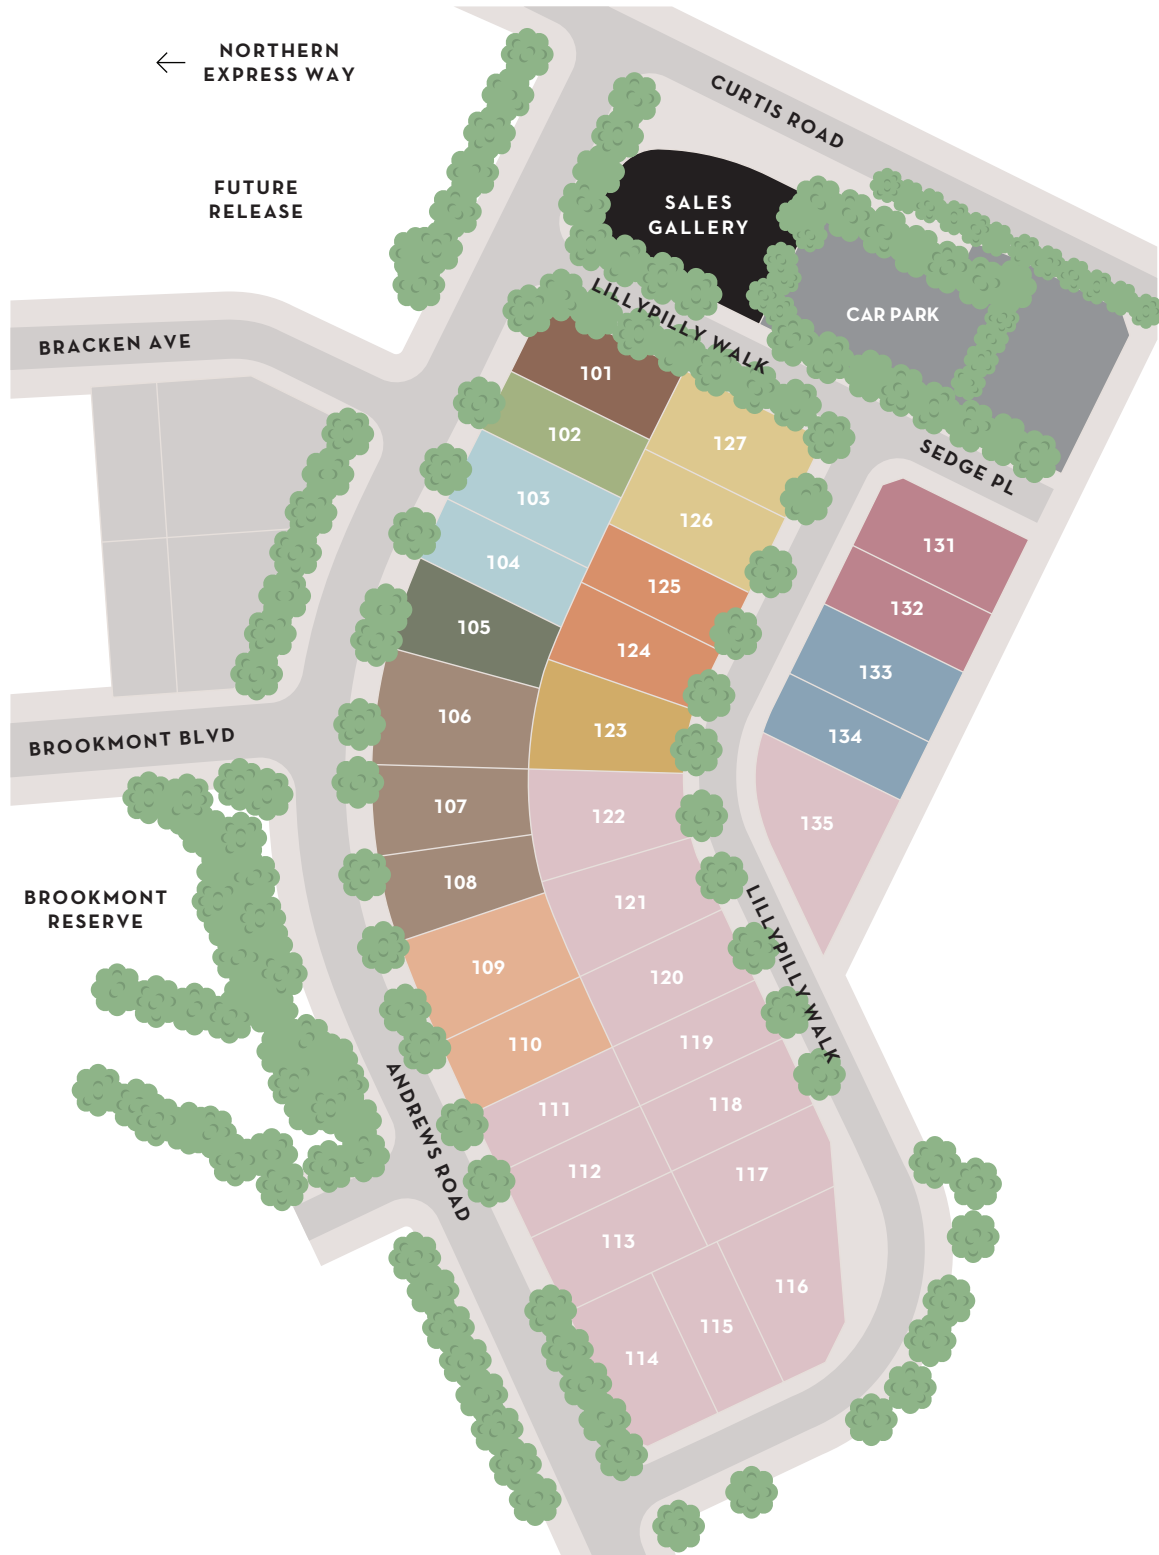 NORTHERN
EXPRESS WAY
CURTIS ROAD
FUTURE
RELEASE
SALES
GALLERY
CAR PARK
LILLYPILLY WALK
BRACKEN AVE
SEDGE PL
101
102
103
104
105
106
107
108
109
110
111
112
113
114
115
116
117
118
119
120
121
122
123
124
125
126
127
131
132
133
134
135
BROOKMONT BLVD
BROOKMONT
RESERVE
LILLYPILLY WALK
ANDREWS ROAD